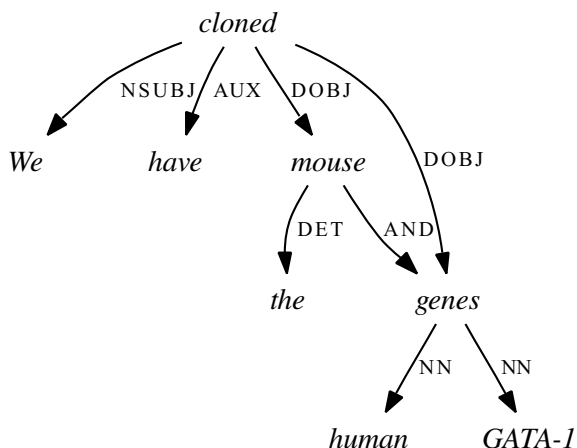 cloned
NSUBJ AUX DOBJ
We have mouse DOBJ
DET AND
the genes
NN NN
human GATA-1